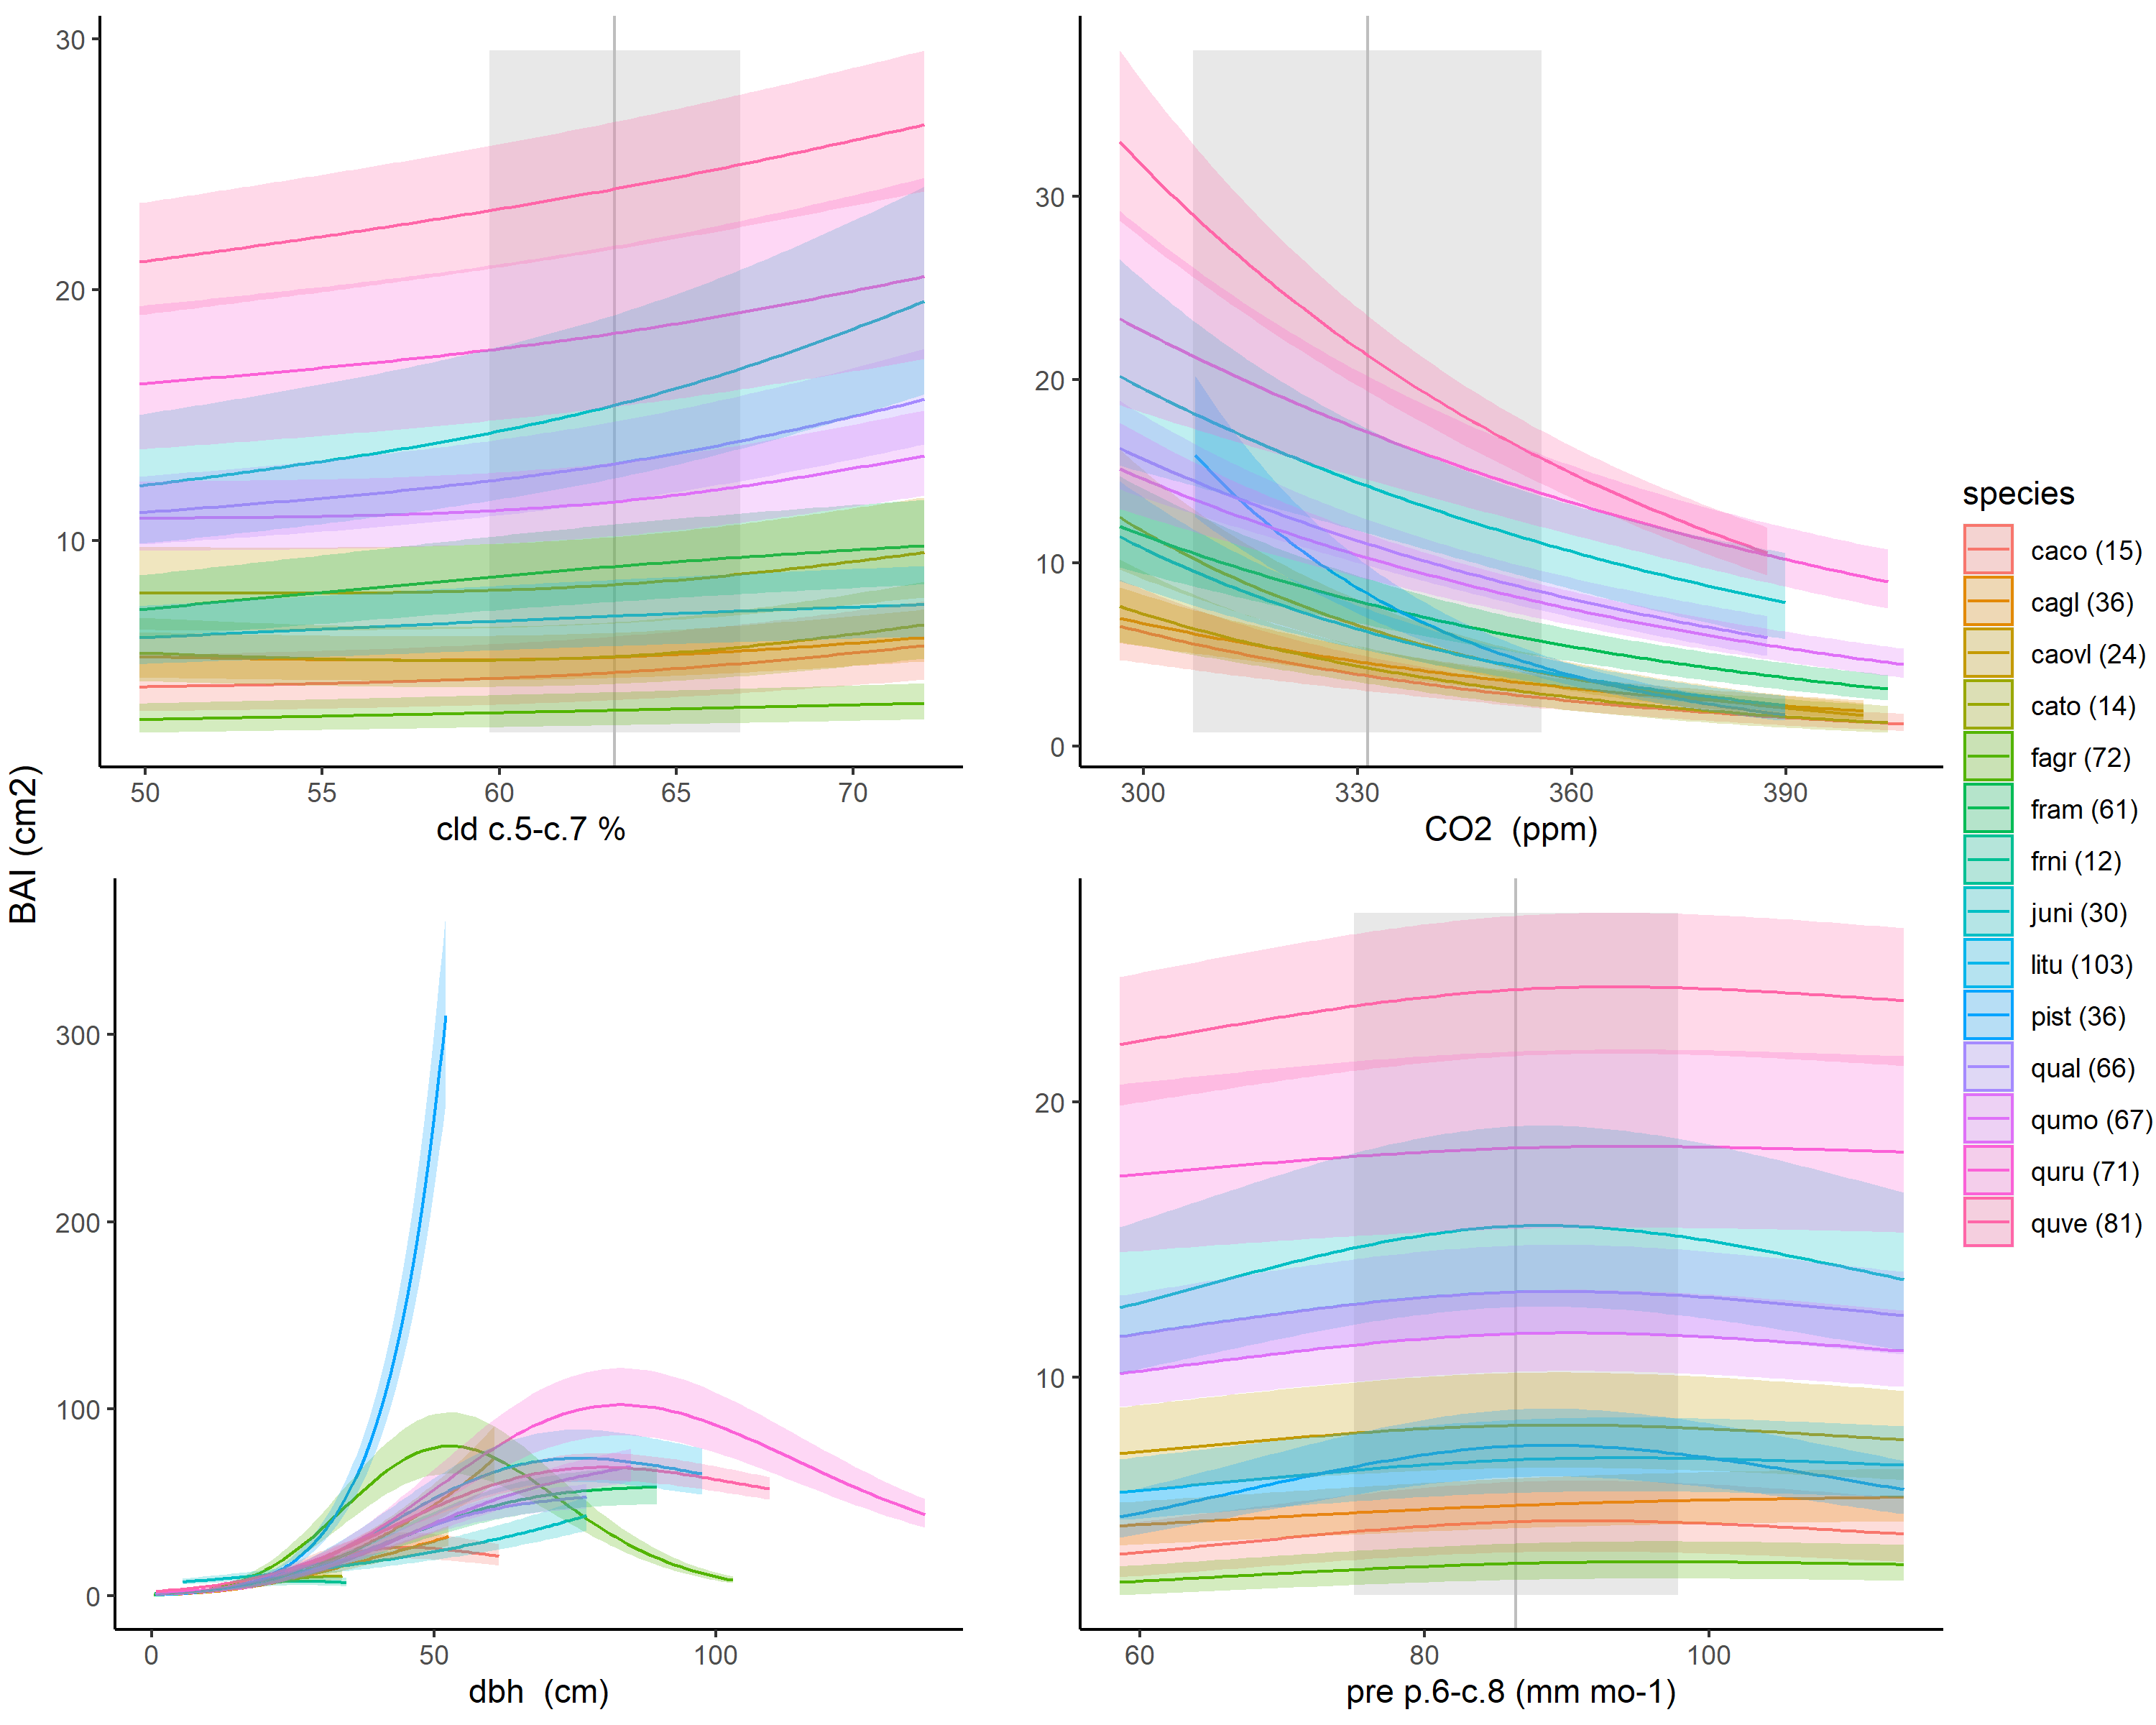 BAI (cm2)
30
20
10
50 55 60 65 70
cld c.5-c.7 %
30
20
10
0
300 330 360 390
CO2 (ppm)
300
200
100
0
0 50 100
dbh (cm)
20
10
60 80 100
pre p.6-c.8 (mm mo-1)
species
caco (15)
cagl (36)
caovl (24)
cato (14)
fagr (72)
fram (61)
frni (12)
juni (30)
litu (103)
pist (36)
qual (66)
qumo (67)
quru (71)
quve (81)